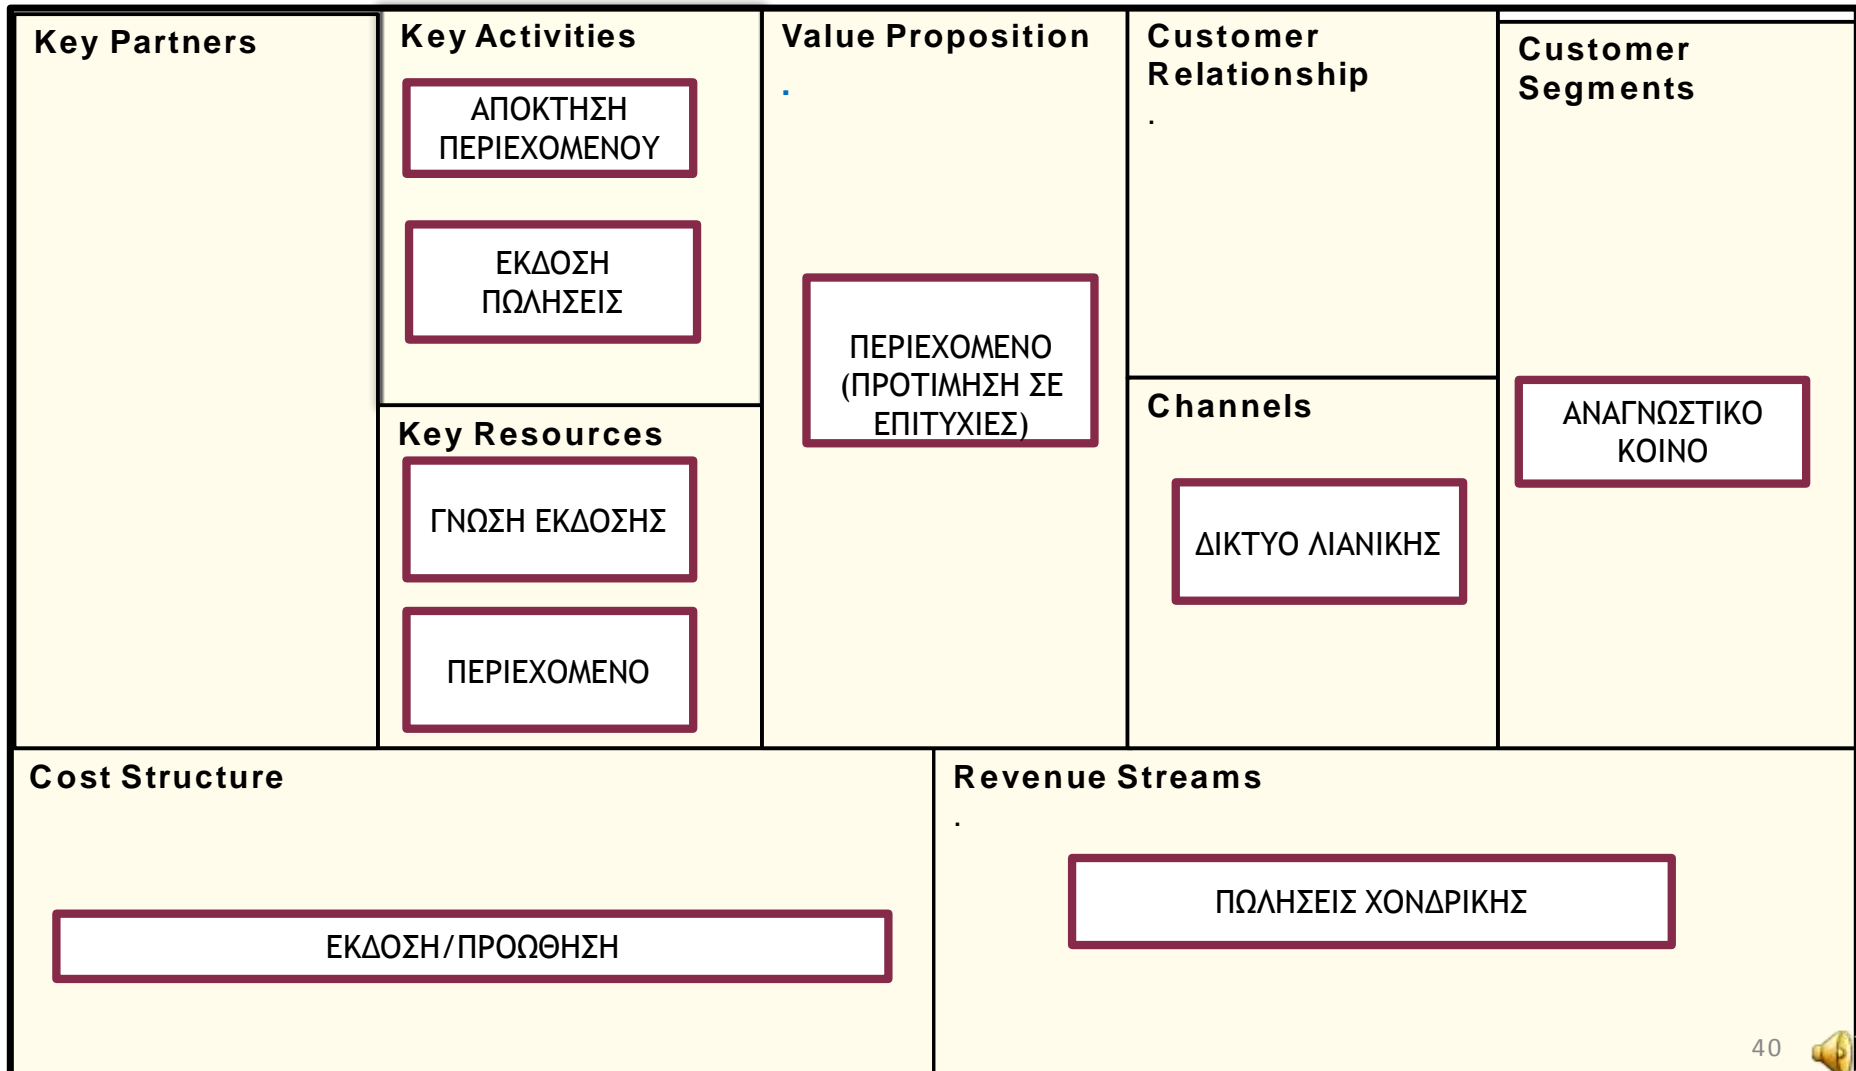 Key Partners
Key Activities
ΑΠΟΚΤΗΣΗ
ΠΕΡΙΕΧΟΜΕΝΟΥ
ΕΚΔΟΣΗ
ΠΩΛΗΣΕΙΣ
Key Resources
ΓΝΩΣΗ ΕΚΔΟΣΗΣ
ΠΕΡΙΕΧΟΜΕΝΟ
Value Proposition
.
ΠΕΡΙΕΧΟΜΕΝΟ
(ΠΡΟΤΙΜΗΣΗ ΣΕ
ΕΠΙΤΥΧΙΕΣ)
Customer
Relationship
.
Channels
ΔΙΚΤΥΟ ΛΙΑΝΙΚΗΣ
Customer
Segments
ΑΝΑΓΝΩΣΤΙΚΟ
ΚΟΙΝΟ
Cost Structure
ΕΚΔΟΣΗ/ΠΡΟΩΘΗΣΗ
Revenue Streams
.
ΠΩΛΗΣΕΙΣ ΧΟΝΔΡΙΚΗΣ
40